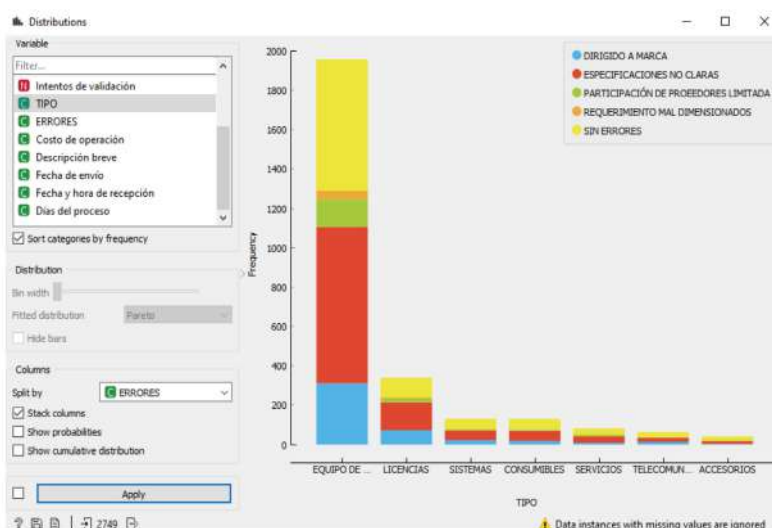 Distributions
Variable
Filter...
N Intentos de validación
C TIPO
C ERRORES
C Costo de operación
C Descripción breve
C Fecha de envío
C Fecha y hora de recepción
C Días del proceso
Sort categories by frequency
Distribution
Bin width
Fitted distribution Pareto
Hide bars
Columns
Split by C ERRORES
Stack columns
Show probabilities
Show cumulative distribution
Apply
? 2749
2000
1800
1600
1400
1200
1000
800
600
400
200
0
Frequency
DIRIGIDO A MARCA
ESPECIFICACIONES NO CLARAS
PARTICIPACIÓN DE PROEEDORES LIMITADA
REQUERIMIENTO MAL DIMENSIONADOS
SIN ERRORES
EQUIPO DE ... LICENCIAS SISTEMAS CONSUMIBLES SERVICIOS TELECOMUN... ACCESORIOS
TIPO
Data instances with missing values are ignored